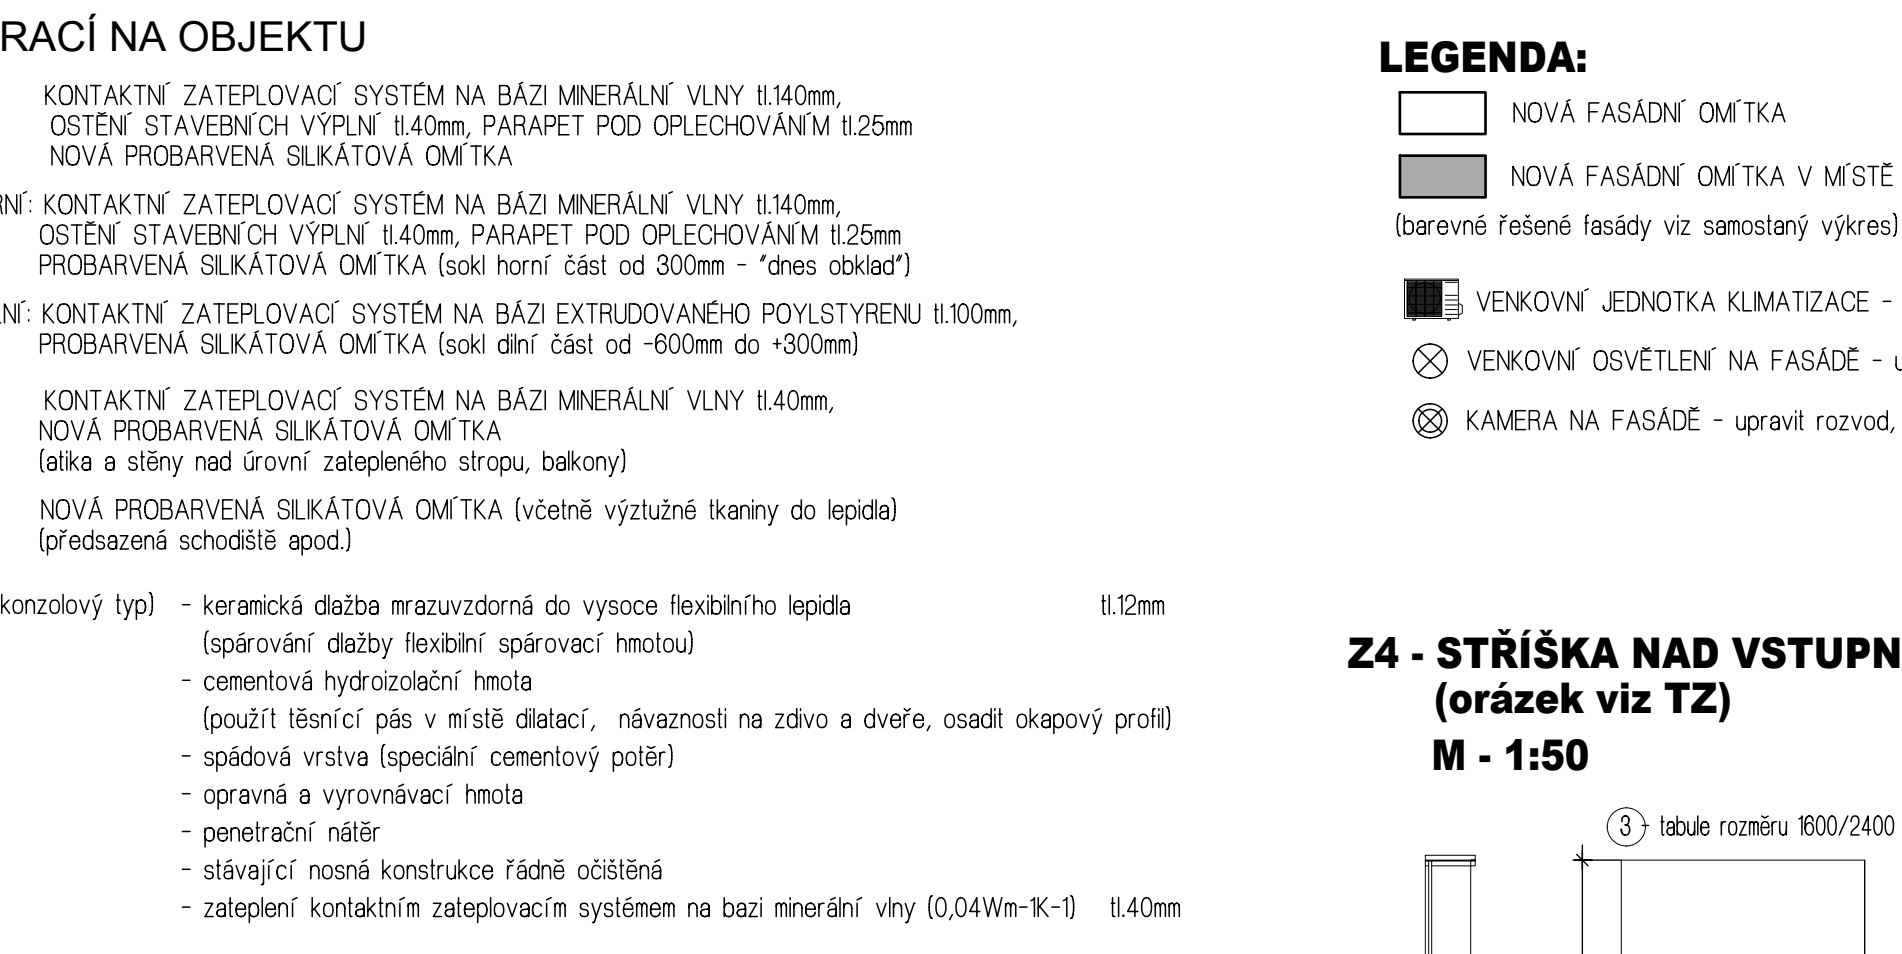 RACÍ NA OBJEKTU
KONTAKTNÍ ZATEPLOVACÍ SYSTÉM NA BÁZI MINERÁLNÍ VLNY tl.140mm,
OSTĚNÍ STAVEBNÍCH VÝPLNÍ tl.40mm, PARAPET POD OPLECHOVÁNÍM tl.25mm
NOVÁ PROBARVENÁ SILIKÁTOVÁ OMÍTKA
RNÍ: KONTAKTNÍ ZATEPLOVACÍ SYSTÉM NA BÁZI MINERÁLNÍ VLNY tl.140mm,
OSTĚNÍ STAVEBNÍCH VÝPLNÍ tl.40mm, PARAPET POD OPLECHOVÁNÍM tl.25mm
PROBARVENÁ SILIKÁTOVÁ OMÍTKA (sokl horní část od 300mm - "dnes obklad")
LNÍ: KONTAKTNÍ ZATEPLOVACÍ SYSTÉM NA BÁZI EXTRUDOVANÉHO POYLSTYRENU tl.100mm,
PROBARVENÁ SILIKÁTOVÁ OMÍTKA (sokl dilní část od -600mm do +300mm)
KONTAKTNÍ ZATEPLOVACÍ SYSTÉM NA BÁZI MINERÁLNÍ VLNY tl.40mm,
NOVÁ PROBARVENÁ SILIKÁTOVÁ OMÍTKA
(atika a stěny nad úrovní zatepleného stropu, balkony)
NOVÁ PROBARVENÁ SILIKÁTOVÁ OMÍTKA (včetně výztužné tkaniny do lepidla)
(předsazená schodiště apod.)
konzolový typ) - keramická dlažba mrazuvzdorná do vysoce flexibilního lepidla tl.12mm
(spárování dlažby flexibilní spárovací hmotou)
- cementová hydroizolační hmota
(použít těsnící pás v místě dilatací, návaznosti na zdivo a dveře, osadit okapový profil)
- spádová vrstva (speciální cementový potěr)
- opravná a vyrovnávací hmota
- penetrační nátěr
- stávající nosná konstrukce řádně očištěná
- zateplení kontaktním zateplovacím systémem na bazi minerální vlny (0,04Wm-1K-1) tl.40mm
LEGENDA:
NOVÁ FASÁDNÍ OMÍTKA
NOVÁ FASÁDNÍ OMÍTKA V MÍSTĚ
(barevné řešené fasády viz samostaný výkres)
VENKOVNÍ JEDNOTKA KLIMATIZACE -
VENKOVNÍ OSVĚTLENÍ NA FASÁDĚ - u
KAMERA NA FASÁDĚ - upravit rozvod,
Z4 - STŘÍŠKA NAD VSTUPN
(orázek viz TZ)
M - 1:50
3 - tabule rozměru 1600/2400